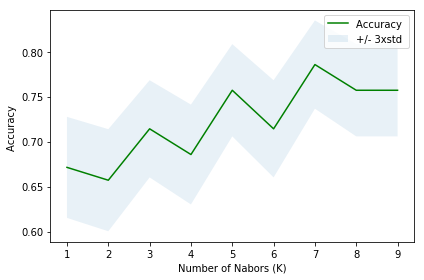 Accuracy
+/- 3xstd
0.80
0.75
0.70
0.65
0.60
Accuracy
1 2 3 4 5 6 7 8 9
Number of Nabors (K)